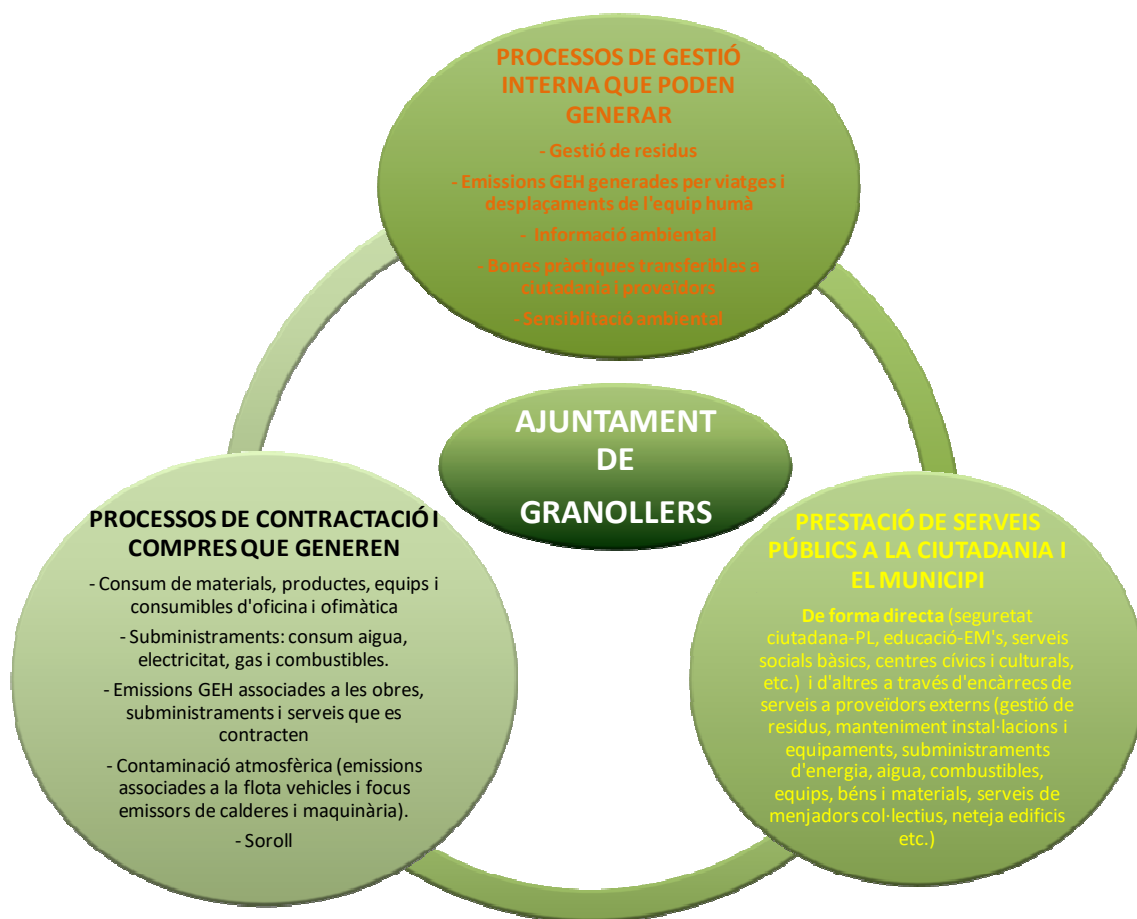 PROCESSOS DE GESTIÓ
INTERNA QUE PODEN
GENERAR
- Gestió de residus
- Emissions GEH generades per viatges i
desplaçaments de l'equip humà
- Informació ambiental
- Bones pràctiques transferibles a
ciutadania i proveïdors
- Sensiblitació ambiental
AJUNTAMENT
DE
GRANOLLERS
PROCESSOS DE CONTRACTACIÓ I
COMPRES QUE GENEREN
- Consum de materials, productes, equips i
consumibles d'oficina i ofimàtica
- Subministraments: consum aigua,
electricitat, gas i combustibles.
- Emissions GEH associades a les obres,
subministraments i serveis que es
contracten
- Contaminació atmosfèrica (emissions
associades a la flota vehicles i focus
emissors de calderes i maquinària).
- Soroll
PRESTACIÓ DE SERVEIS
PÚBLICS A LA CIUTADANIA I
EL MUNICIPI
De forma directa (seguretat
ciutadana-PL, educació-EM's, serveis
socials bàsics, centres cívics i culturals,
etc.) i d'altres a través d'encàrrecs de
serveis a proveïdors externs (gestió de
residus, manteniment instal·lacions i
equipaments, subministraments
d'energia, aigua, combustibles,
equips, béns i materials, serveis de
menjadors col·lectius, neteja edificis
etc.)